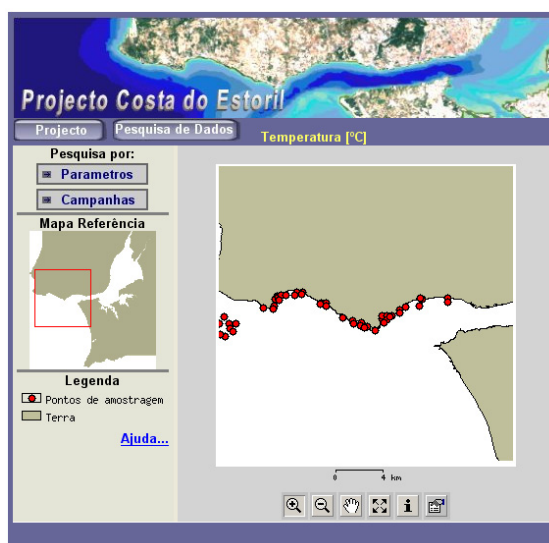 Projecto Costa do Estoril
Projecto
Pesquisa de Dados
Temperatura [°C]
Pesquisa por:
Parametros
Campanhas
Mapa Referência
Legenda
Pontos de amostragem
Terra
Ajuda...
0 4 km